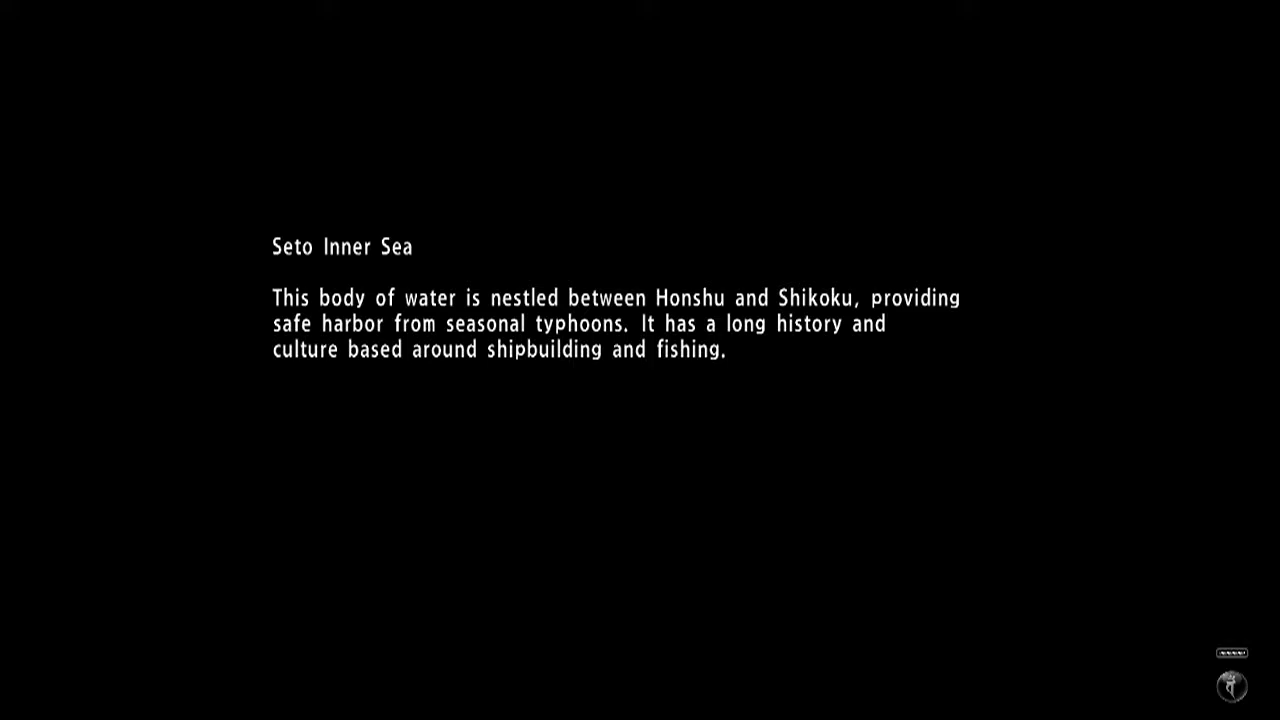 Seto Inner Sea
This body of water is nestled between Honshu and Shikoku, providing
safe harbor from seasonal typhoons. It has a long history and
culture based around shipbuilding and fishing.